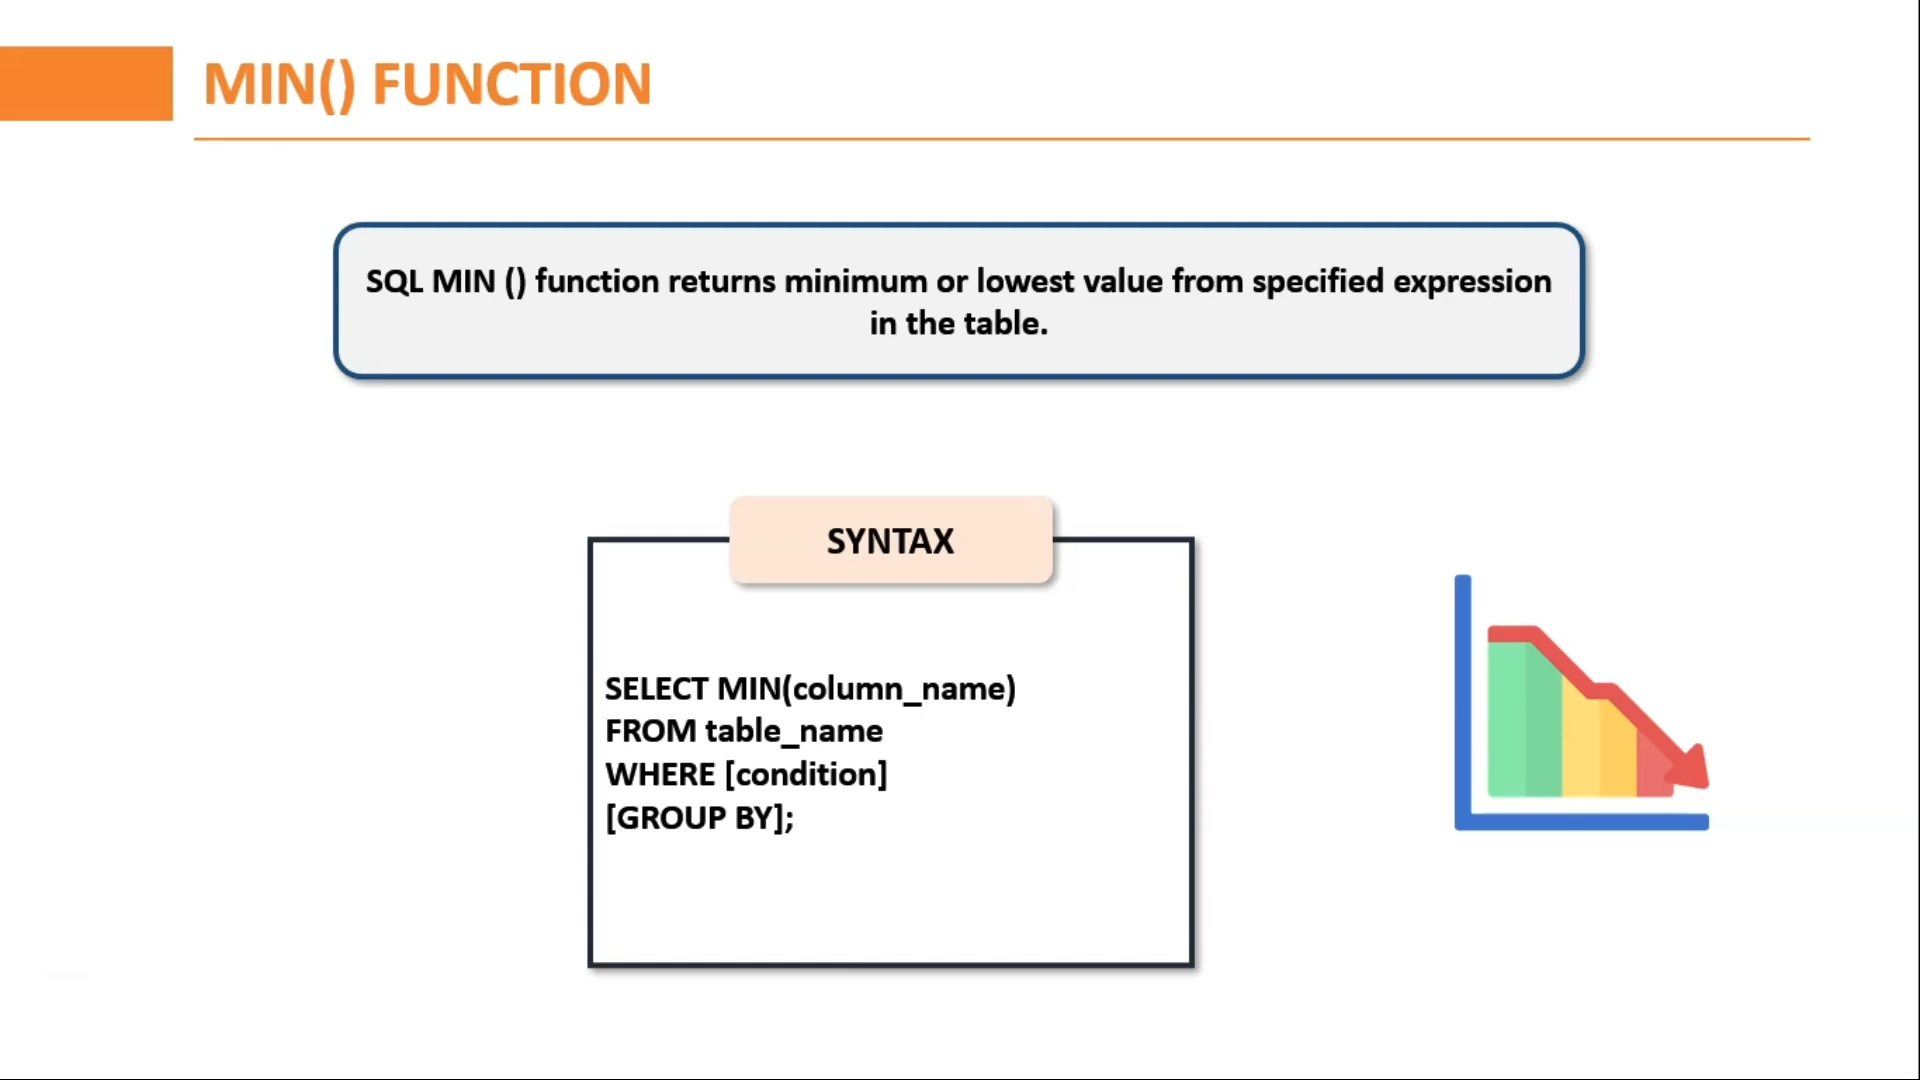 MIN() FUNCTION
SQL MIN () function returns minimum or lowest value from specified expression
in the table.
SYNTAX
SELECT MIN(column_name)
FROM table_name
WHERE [condition]
[GROUP BY];